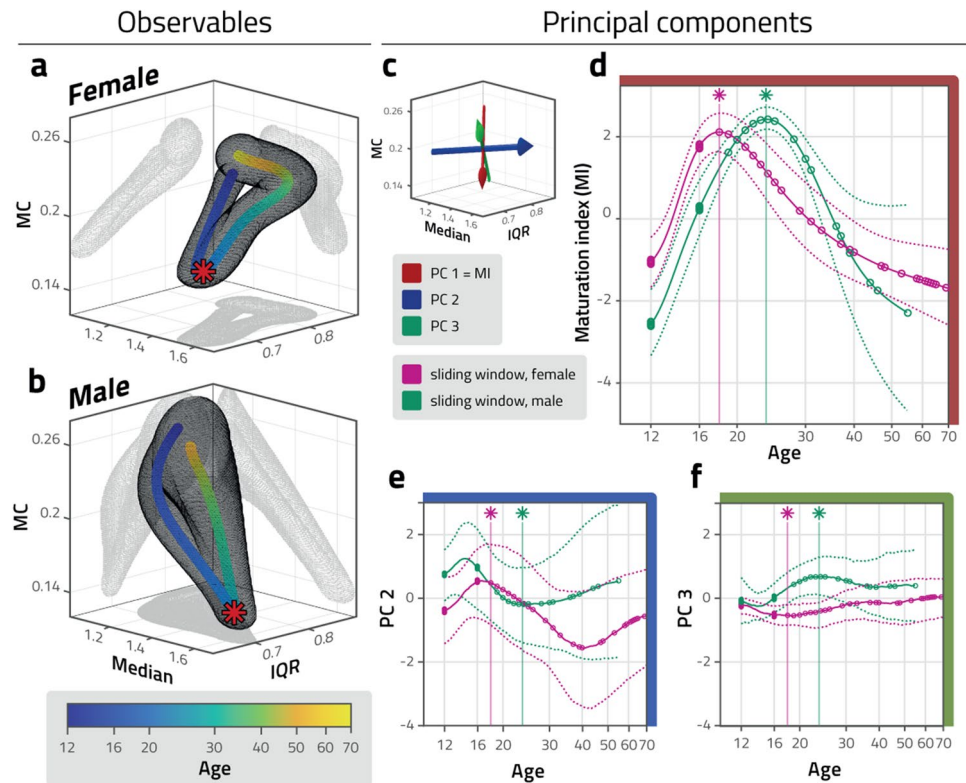 Observables
Principal components
a
Female
MC
0.26
0.2
0.14
1.2
1.4
1.6
0.7
0.8
b
Male
MC
0.26
0.2
0.14
1.2
1.4
1.6
Median
0.7
0.8
IQR
12
16
20
30
40
50
60
70
Age
c
MC
0.26
0.2
0.14
1.2
1.4
1.6
Median
0.7
0.8
IQR
PC 1 = MI
PC 2
PC 3
sliding window, female
sliding window, male
d
Maturation index (MI)
2
0
-2
-4
12
16
20
30
40
50
60
70
Age
e
PC 2
2
0
-2
-4
12
16
20
30
40
50
60
70
Age
f
PC 3
2
0
-2
-4
12
16
20
30
40
50
60
70
Age